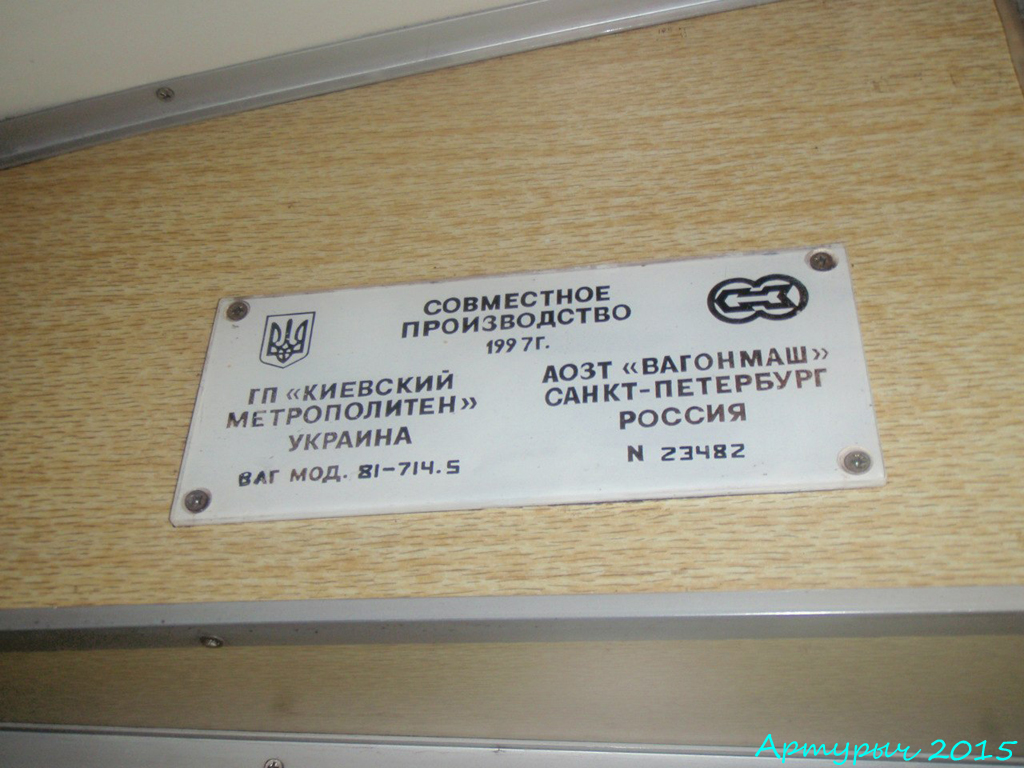 СОВМЕСТНОЕ
ПРОИЗВОДСТВО
1997Г.
ГП «КИЕВСКИЙ
МЕТРОПОЛИТЕН»
УКРАИНА
ВАГ МОД. 81-714.5
АОЗТ «ВАГОНМАШ»
САНКТ-ПЕТЕРБУРГ
РОССИЯ
N 23482
Артурыч 2015